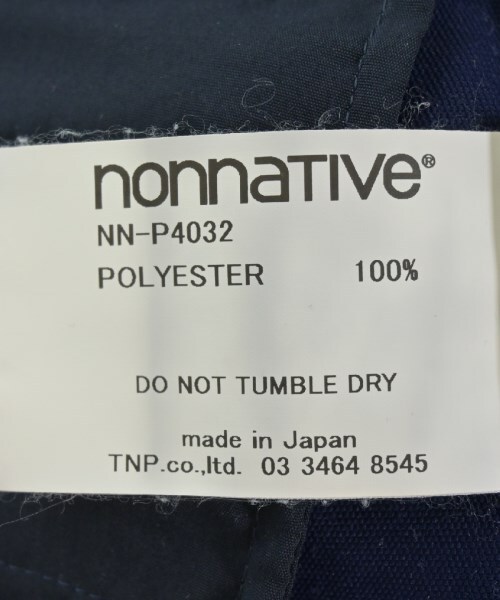 nonnative®
NN-P4032
POLYESTER 100%
DO NOT TUMBLE DRY
made in Japan
TNP.co.,ltd. 03 3464 8545